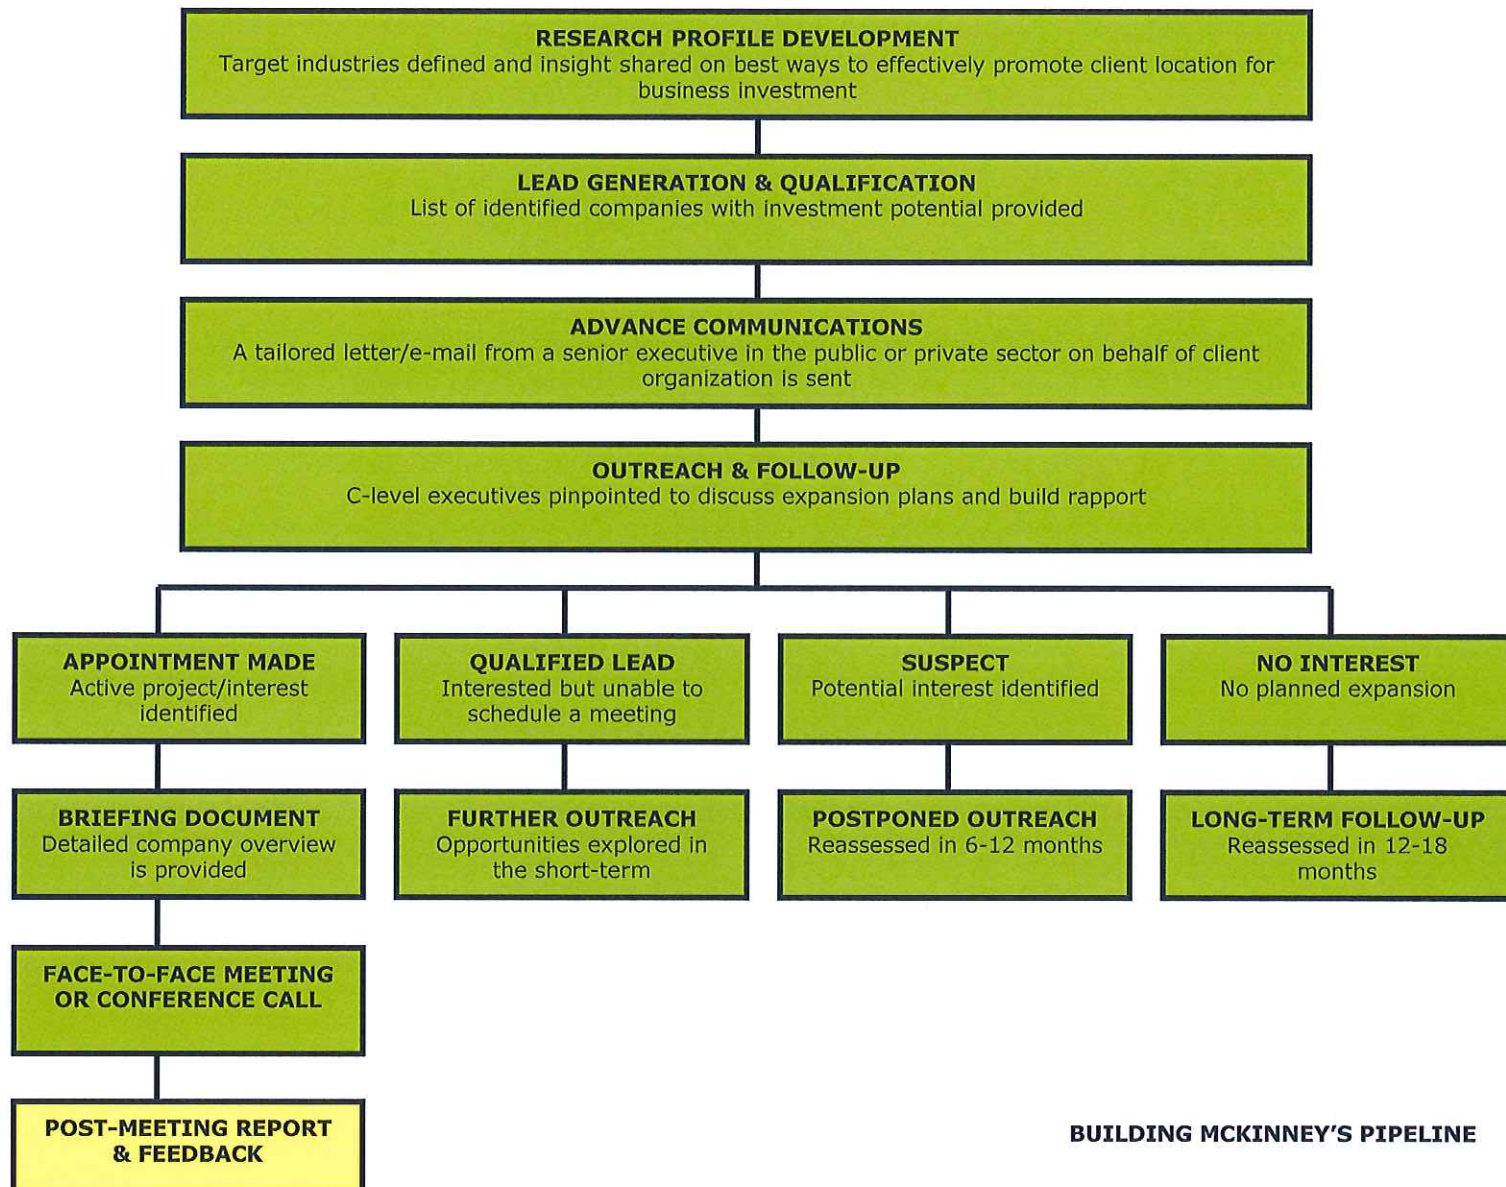 RESEARCH PROFILE DEVELOPMENT
Target industries defined and insight shared on best ways to effectively promote client location for
business investment
LEAD GENERATION & QUALIFICATION
List of identified companies with investment potential provided
ADVANCE COMMUNICATIONS
A tailored letter/e-mail from a senior executive in the public or private sector on behalf of client
organization is sent
OUTREACH & FOLLOW-UP
C-level executives pinpointed to discuss expansion plans and build rapport
APPOINTMENT MADE
Active project/interest
identified
QUALIFIED LEAD
Interested but unable to
schedule a meeting
SUSPECT
Potential interest identified
NO INTEREST
No planned expansion
BRIEFING DOCUMENT
Detailed company overview
is provided
FURTHER OUTREACH
Opportunities explored in
the short-term
POSTPONED OUTREACH
Reassessed in 6-12 months
LONG-TERM FOLLOW-UP
Reassessed in 12-18
months
FACE-TO-FACE MEETING
OR CONFERENCE CALL
POST-MEETING REPORT
& FEEDBACK
BUILDING MCKINNEY'S PIPELINE